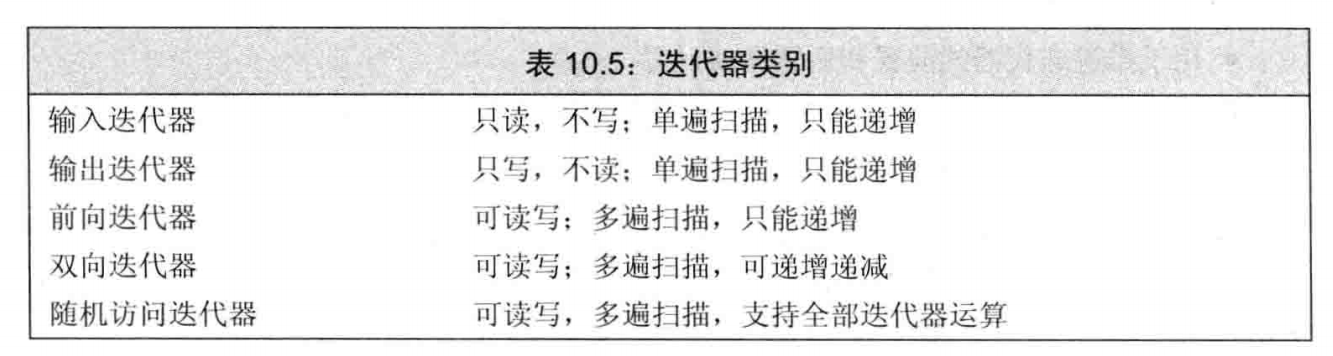 表 10.5：迭代器类别
输入迭代器 只读，不写；单遍扫描，只能递增
输出迭代器 只写，不读；单遍扫描，只能递增
前向迭代器 可读写；多遍扫描，只能递增
双向迭代器 可读写；多遍扫描，可递增递减
随机访问迭代器 可读写，多遍扫描，支持全部迭代器运算